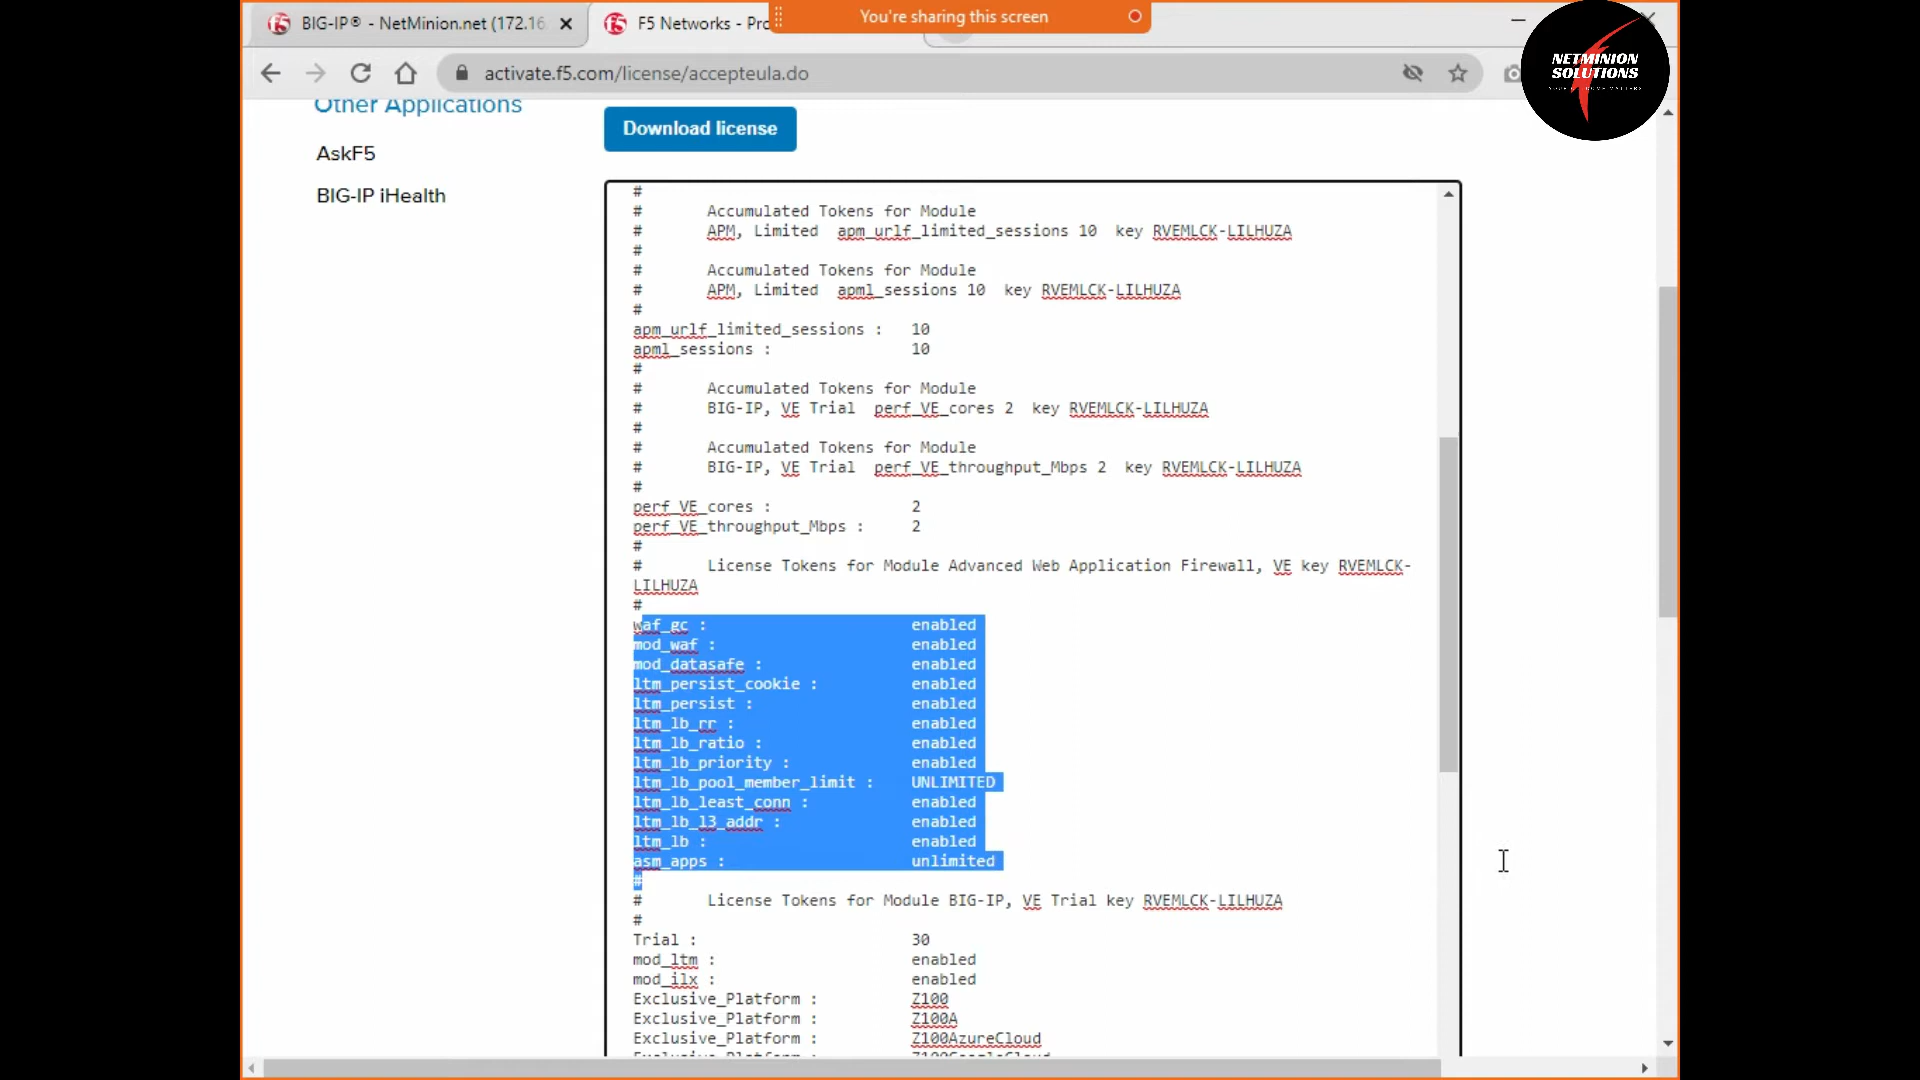 BIG-IP® - NetMinion.net (172.16
F5 Networks - Pro
You're sharing this screen
NETMINION
SOLUTIONS
activate.f5.com/license/accepteula.do
Other Applications
AskF5
BIG-IP iHealth
Download license
#
# Accumulated Tokens for Module
# APM, Limited apm_urlf_limited_sessions 10 key RVEMLCK-LILHUZA
#
# Accumulated Tokens for Module
# APM, Limited apml_sessions 10 key RVEMLCK-LILHUZA
#
apm_urlf_limited_sessions : 10
apml_sessions : 10
#
# Accumulated Tokens for Module
# BIG-IP, VE Trial perf_VE_cores 2 key RVEMLCK-LILHUZA
#
# Accumulated Tokens for Module
# BIG-IP, VE Trial perf_VE_throughput_Mbps 2 key RVEMLCK-LILHUZA
#
perf_VE_cores : 2
perf_VE_throughput_Mbps : 2
#
# License Tokens for Module Advanced Web Application Firewall, VE key RVEMLCK-
LILHUZA
#
waf_gc : enabled
mod_waf : enabled
mod_datasafe : enabled
ltm_persist_cookie : enabled
ltm_persist : enabled
ltm_lb_rr : enabled
ltm_lb_ratio : enabled
ltm_lb_priority : enabled
ltm_lb_pool_member_limit : UNLIMITED
ltm_lb_least_conn : enabled
ltm_lb_l3_addr : enabled
ltm_lb : enabled
asm_apps : unlimited
#
# License Tokens for Module BIG-IP, VE Trial key RVEMLCK-LILHUZA
#
Trial : 30
mod_ltm : enabled
mod_ilx : enabled
Exclusive_Platform : Z100
Exclusive_Platform : Z100A
Exclusive_Platform : Z100AzureCloud
Exclusive_Platform : Z100GoogleCloud